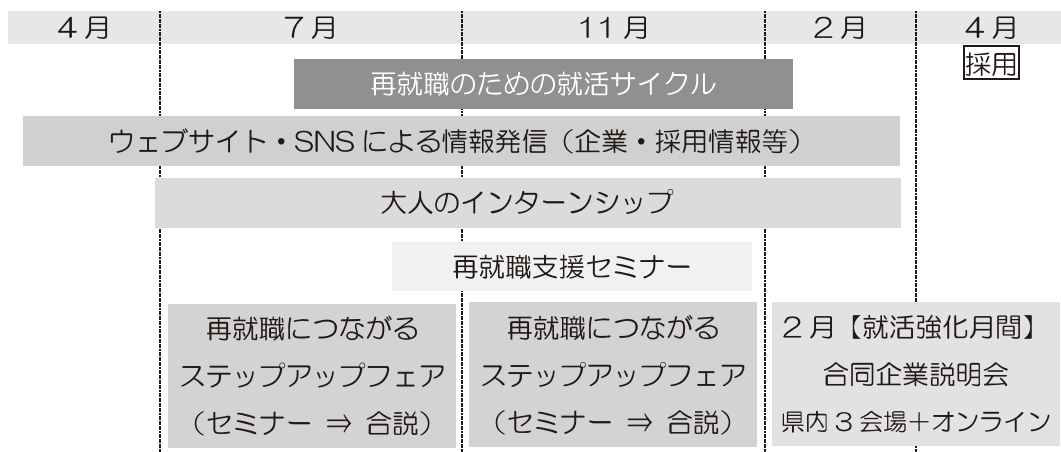 4月 7月 11月 2月 4月
採用
再就職のための就活サイクル
ウェブサイト・SNSによる情報発信（企業・採用情報等）
大人のインターンシップ
再就職支援セミナー
再就職につながる
ステップアップフェア
（セミナー ⇒ 合説）
再就職につながる
ステップアップフェア
（セミナー ⇒ 合説）
2月【就活強化月間】
合同企業説明会
県内3会場＋オンライン